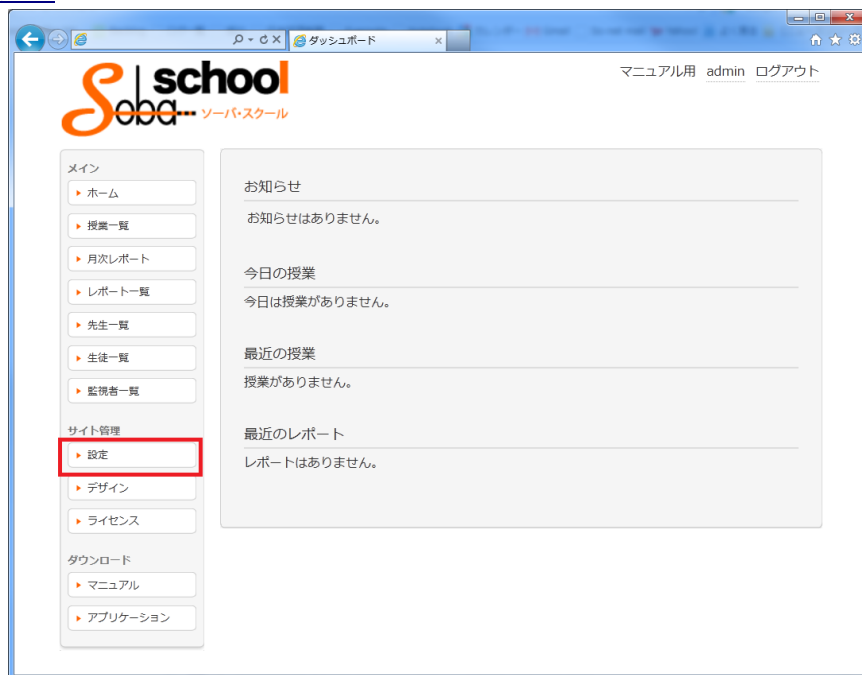 ダッシュボード
マニュアル用 admin ログアウト
Soba school
ソーバ・スクール
メイン
ホーム
授業一覧
月次レポート
レポート一覧
先生一覧
生徒一覧
監視者一覧
サイト管理
設定
デザイン
ライセンス
ダウンロード
マニュアル
アプリケーション
お知らせ
お知らせはありません。
今日の授業
今日は授業がありません。
最近の授業
授業がありません。
最近のレポート
レポートはありません。